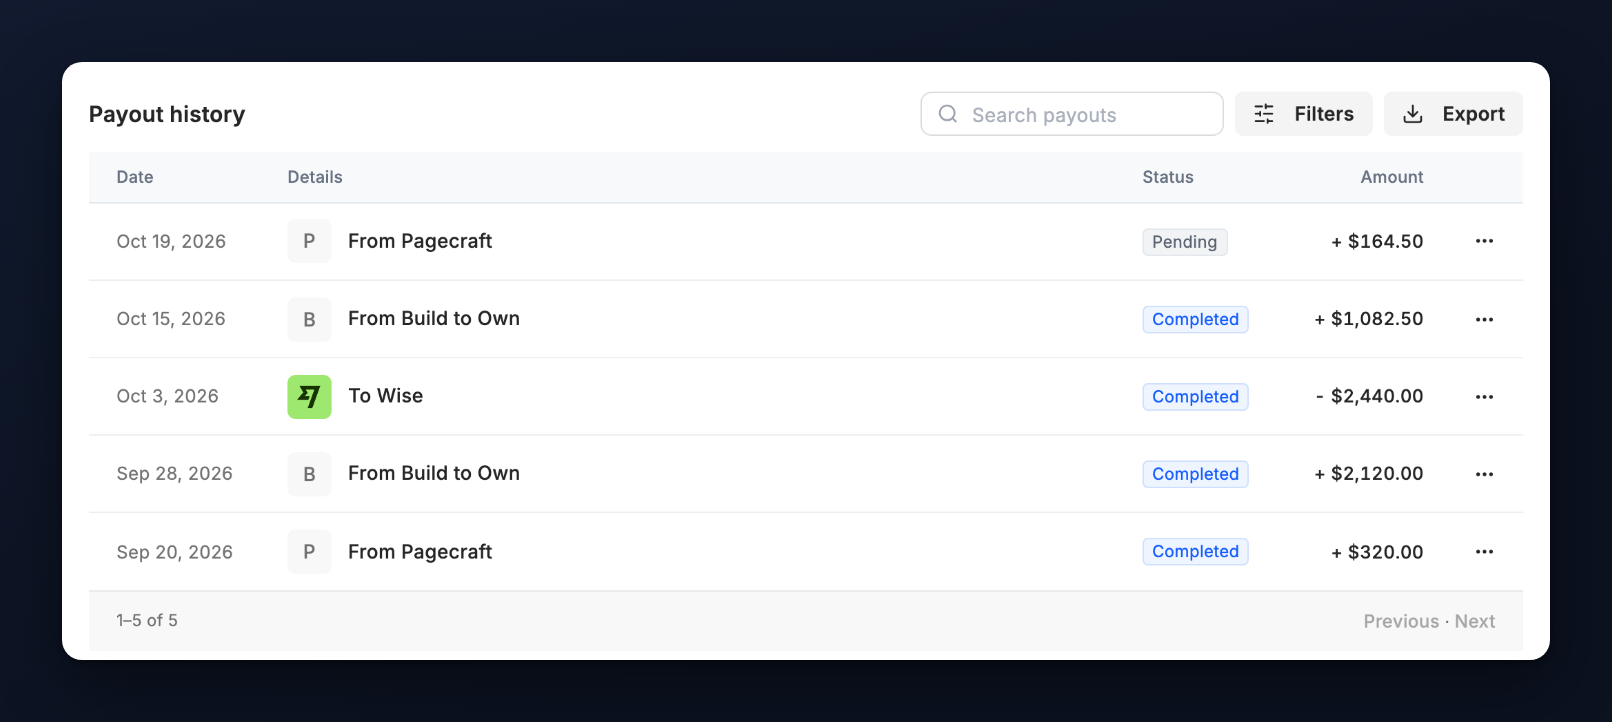 Payout history
Search payouts
Filters
Export
Date Details Status Amount
Oct 19, 2026 P From Pagecraft Pending + $164.50 ···
Oct 15, 2026 B From Build to Own Completed + $1,082.50 ···
Oct 3, 2026 To Wise Completed - $2,440.00 ···
Sep 28, 2026 B From Build to Own Completed + $2,120.00 ···
Sep 20, 2026 P From Pagecraft Completed + $320.00 ···
1–5 of 5 Previous · Next